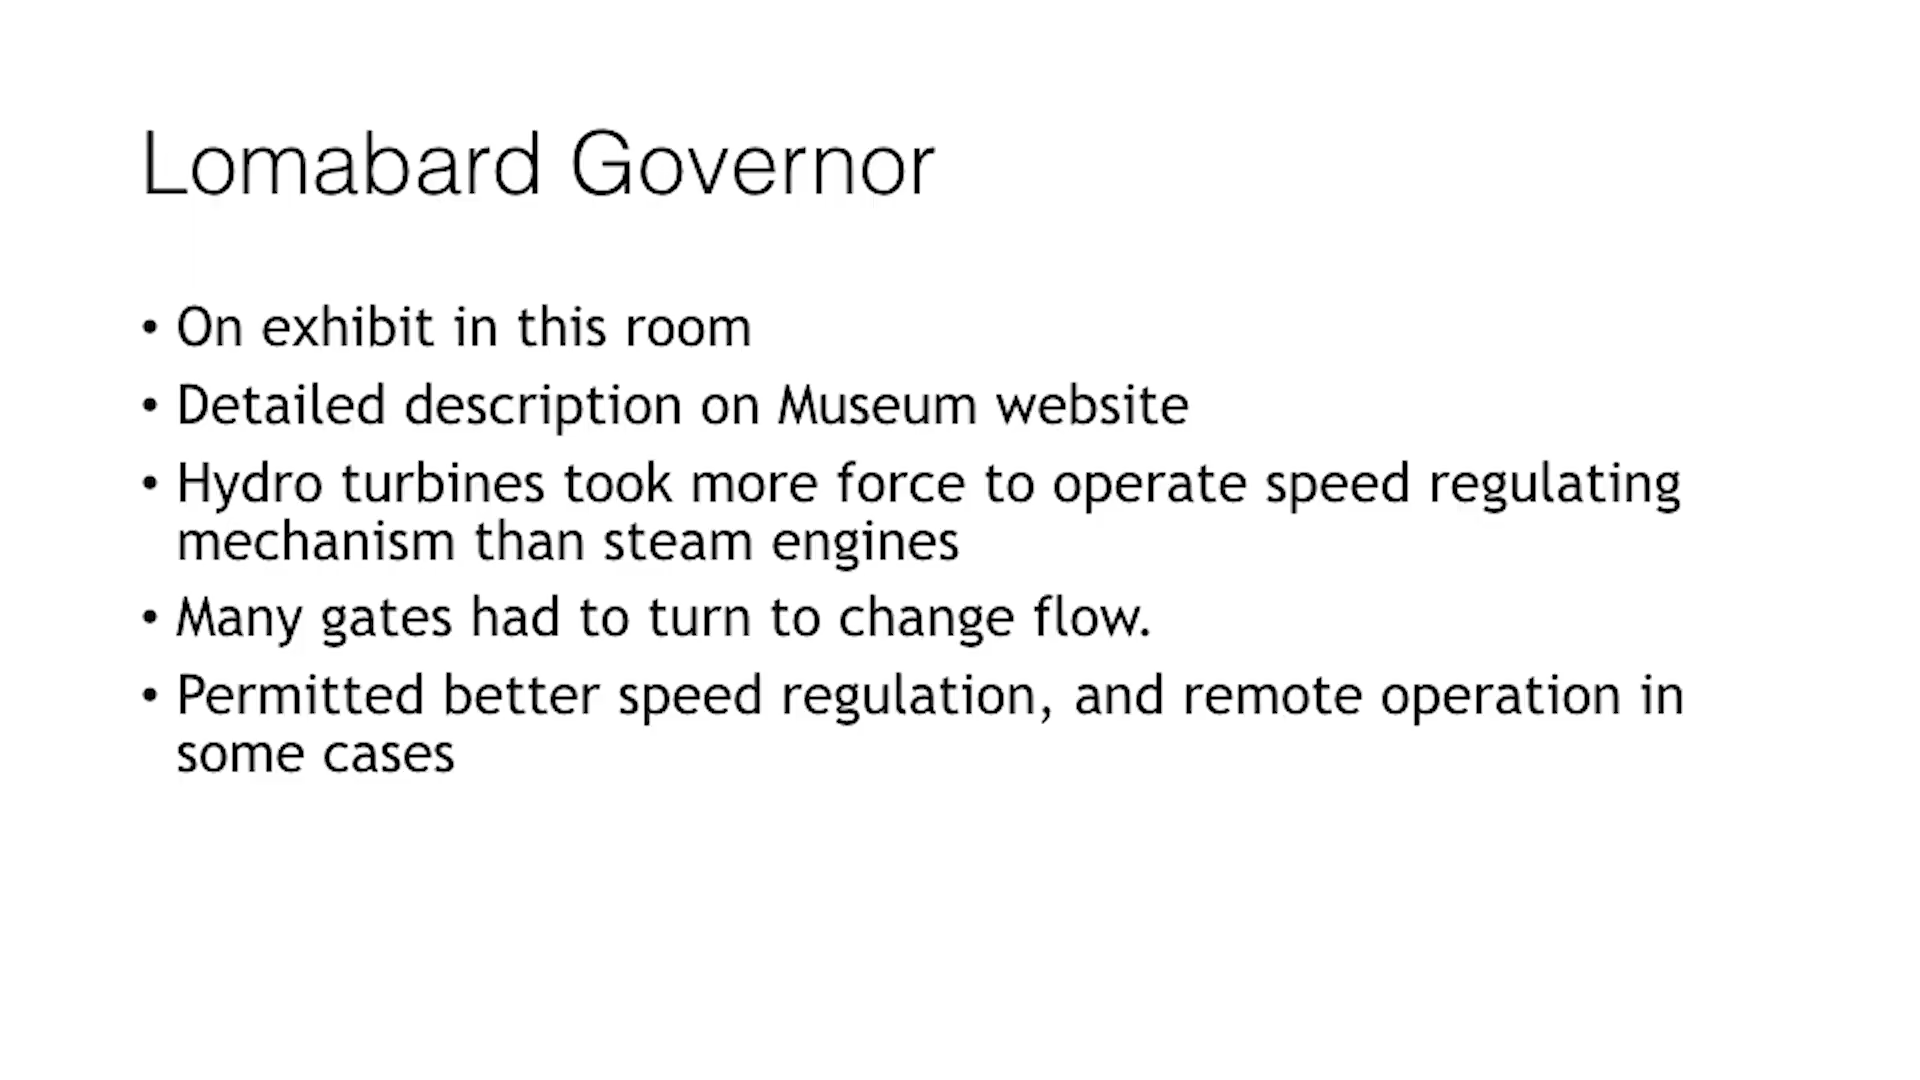 Lomabard Governor
• On exhibit in this room
• Detailed description on Museum website
• Hydro turbines took more force to operate speed regulating
mechanism than steam engines
• Many gates had to turn to change flow.
• Permitted better speed regulation, and remote operation in
some cases